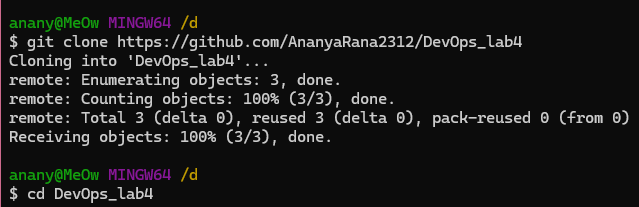 anany@MeOw MINGW64 /d
$ git clone https://github.com/AnanyaRana2312/DevOps_lab4
Cloning into 'DevOps_lab4'...
remote: Enumerating objects: 3, done.
remote: Counting objects: 100% (3/3), done.
remote: Total 3 (delta 0), reused 3 (delta 0), pack-reused 0 (from 0)
Receiving objects: 100% (3/3), done.
anany@MeOw MINGW64 /d
$ cd DevOps_lab4